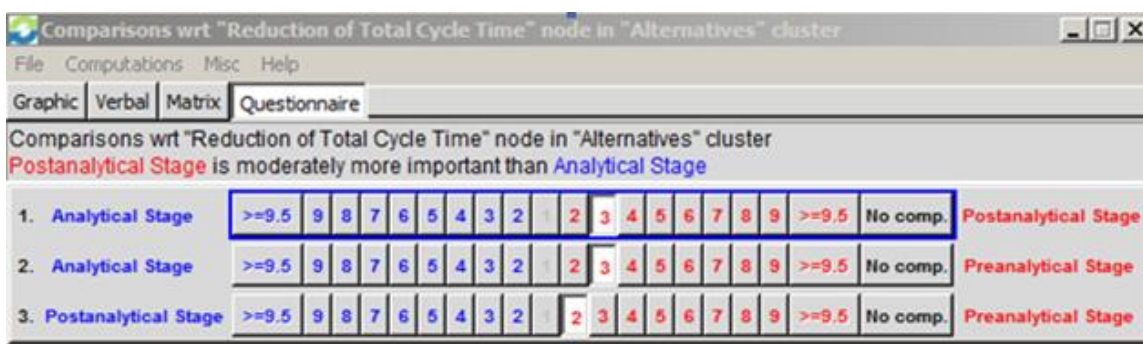 Comparisons wrt "Reduction of Total Cycle Time" node in "Alternatives" cluster
File Computations Misc Help
Graphic Verbal Matrix Questionnaire
Comparisons wrt "Reduction of Total Cycle Time" node in "Alternatives" cluster
Postanalytical Stage is moderately more important than Analytical Stage
1. Analytical Stage >=9.5 9 8 7 6 5 4 3 2 1 2 3 4 5 6 7 8 9 >=9.5 No comp. Postanalytical Stage
2. Analytical Stage >=9.5 9 8 7 6 5 4 3 2 1 2 3 4 5 6 7 8 9 >=9.5 No comp. Preanalytical Stage
3. Postanalytical Stage >=9.5 9 8 7 6 5 4 3 2 1 2 3 4 5 6 7 8 9 >=9.5 No comp. Preanalytical Stage